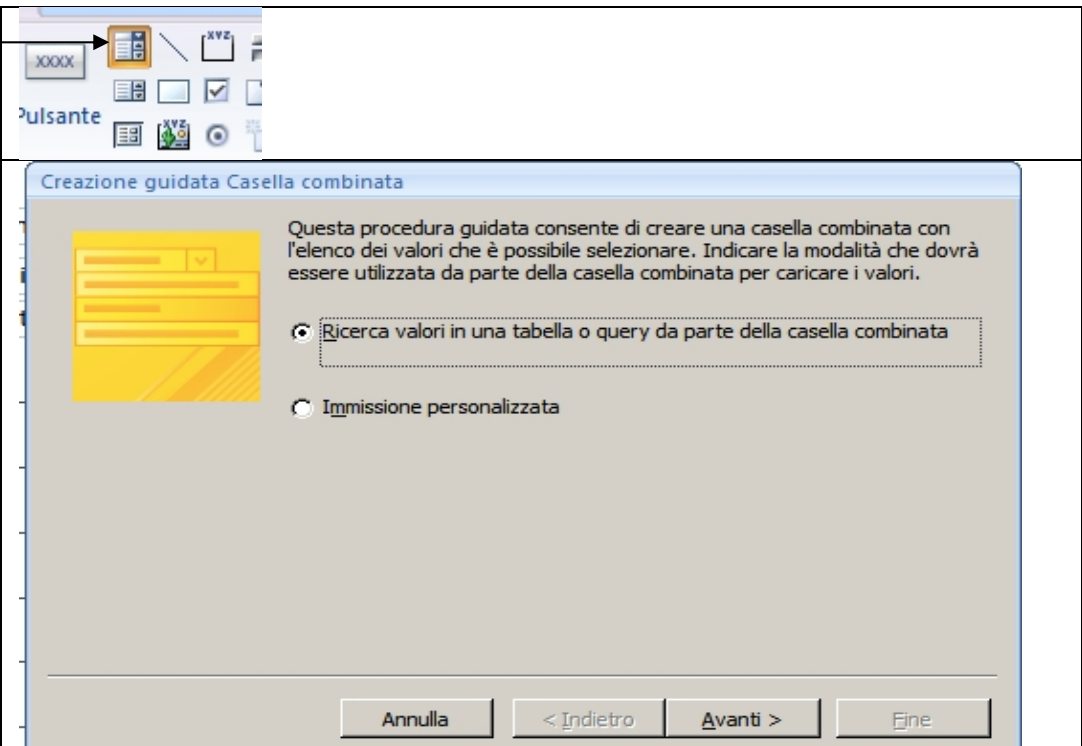 XYZ
XXXX
Pulsante
XYZ
Creazione guidata Casella combinata
Questa procedura guidata consente di creare una casella combinata con
l'elenco dei valori che è possibile selezionare. Indicare la modalità che dovrà
essere utilizzata da parte della casella combinata per caricare i valori.
Ricerca valori in una tabella o query da parte della casella combinata
Immissione personalizzata
Annulla
< Indietro
Avanti >
Fine